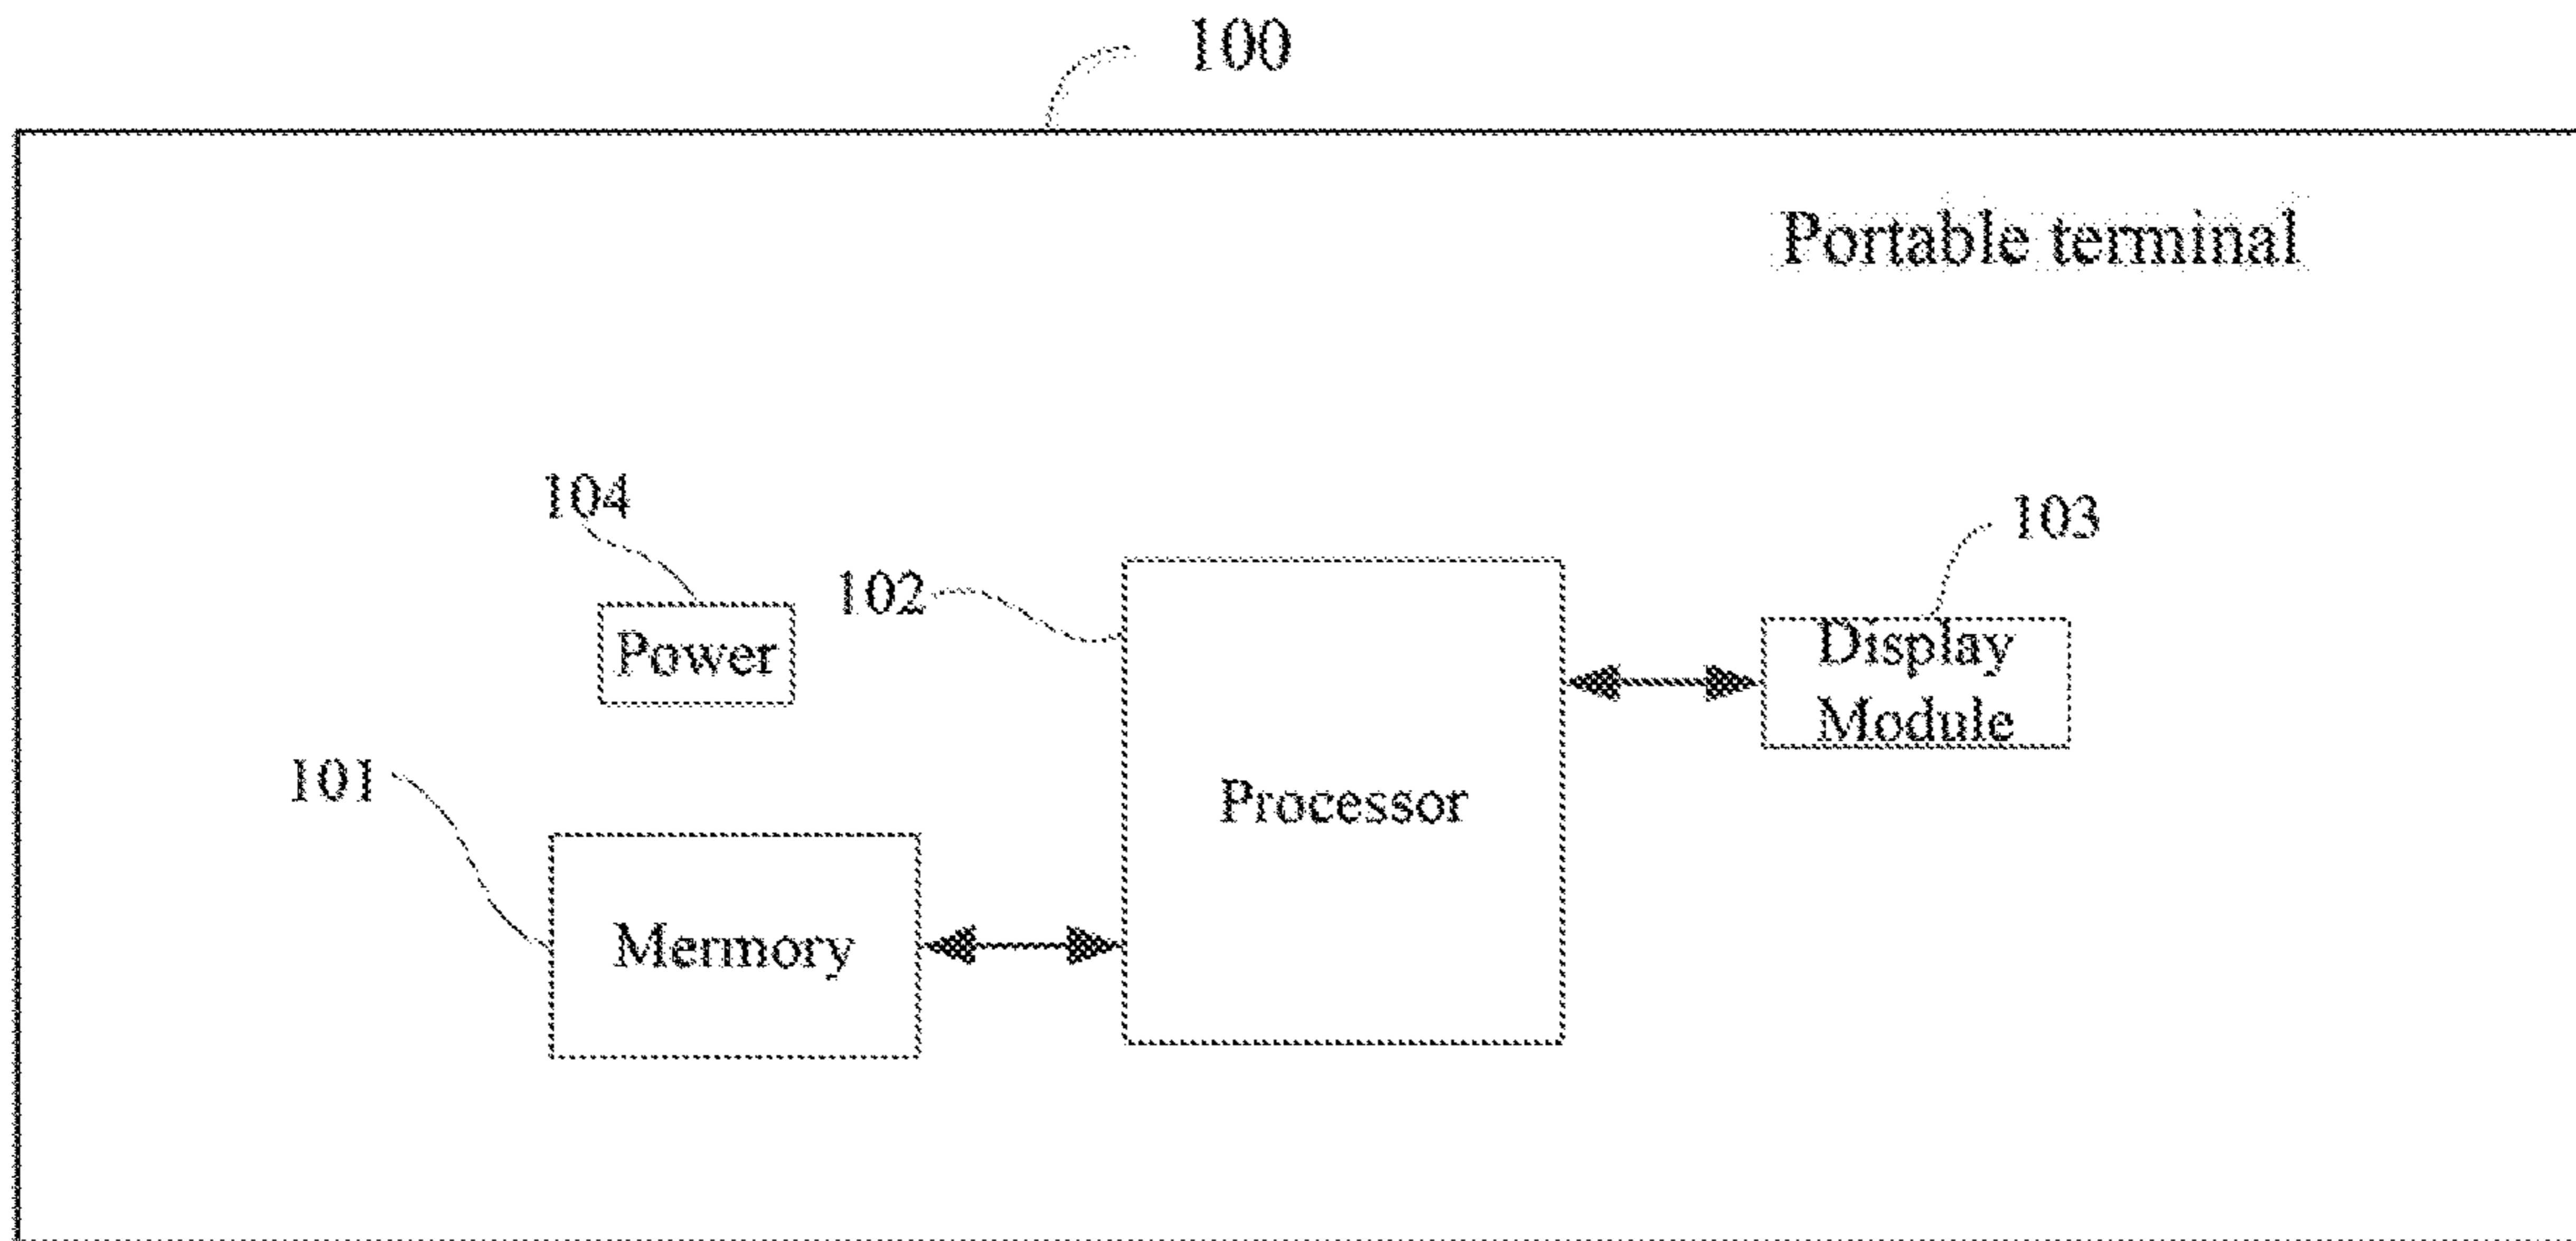 100
Portable terminal
104
103
102
Power
Display
Module
101
Processor
Mermory